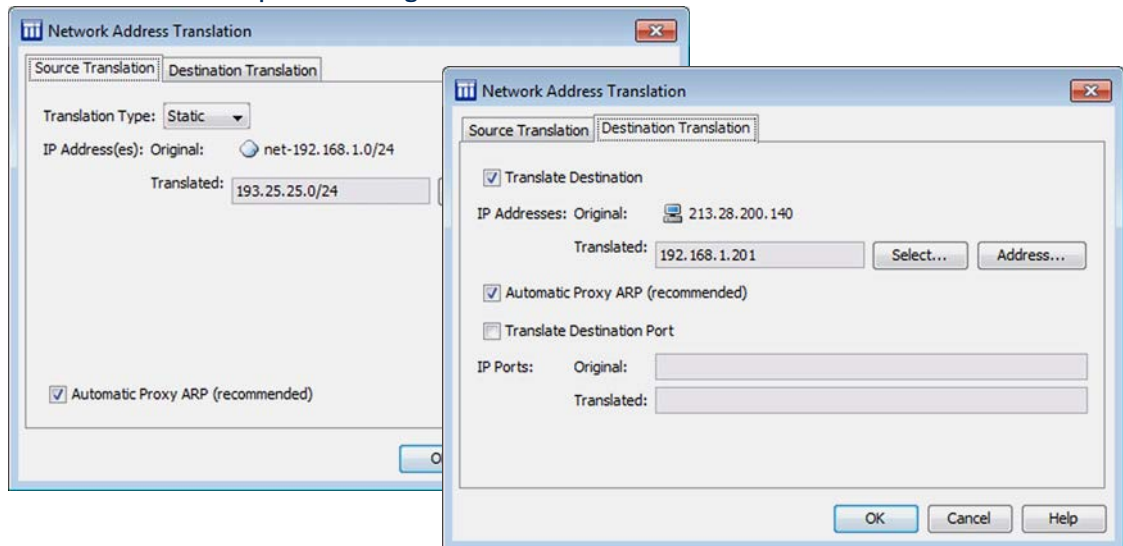 Network Address Translation
Source Translation Destination Translation
Translation Type: Static
IP Address(es): Original: net-192.168.1.0/24
Translated: 193.25.25.0/24
Automatic Proxy ARP (recommended)
Network Address Translation
Source Translation Destination Translation
Translate Destination
IP Addresses: Original: 213.28.200.140
Translated: 192.168.1.201 Select... Address...
Automatic Proxy ARP (recommended)
Translate Destination Port
IP Ports: Original:
Translated:
OK Cancel Help